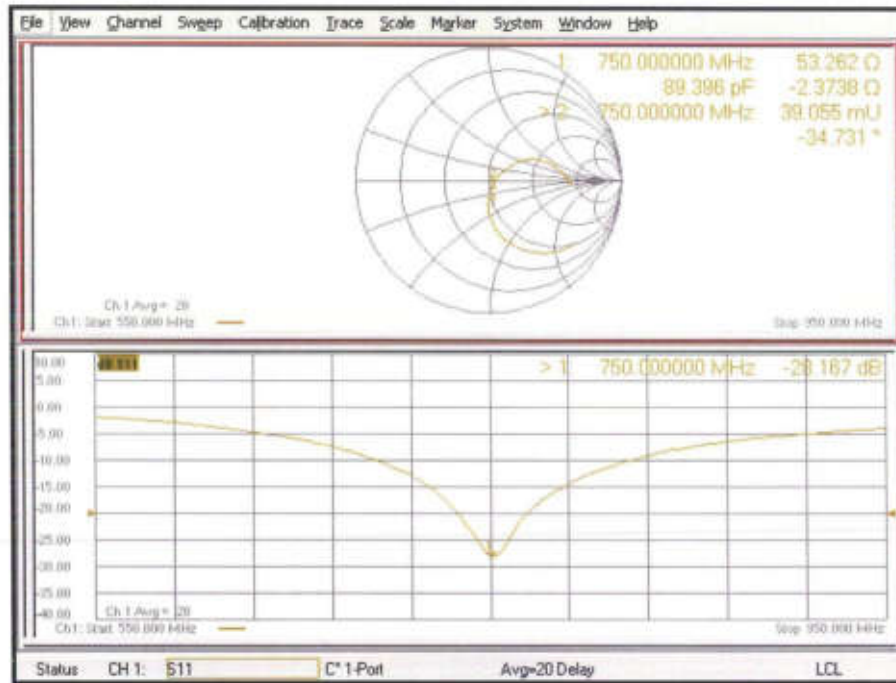 File View Channel Sweep Calibration Trace Scale Marker System Window Help
1 750.000000 MHz 53.262 Ω
89.396 pF -2.3738 Ω
> 2 750.000000 MHz 39.055 mU
-34.731 °
Ch 1 Avg = 20
Ch1: Start 550.000 MHz
Stop 950.000 MHz
10.00
dB S11
> 1 750.000000 MHz -28.167 dB
5.00
0.00
-5.00
-10.00
-15.00
-20.00
-25.00
-30.00
-35.00
-40.00
Ch 1 Avg = 20
Ch1: Start 550.000 MHz
Stop 950.000 MHz
Status CH 1: S11 C* 1-Port Avg=20 Delay LCL